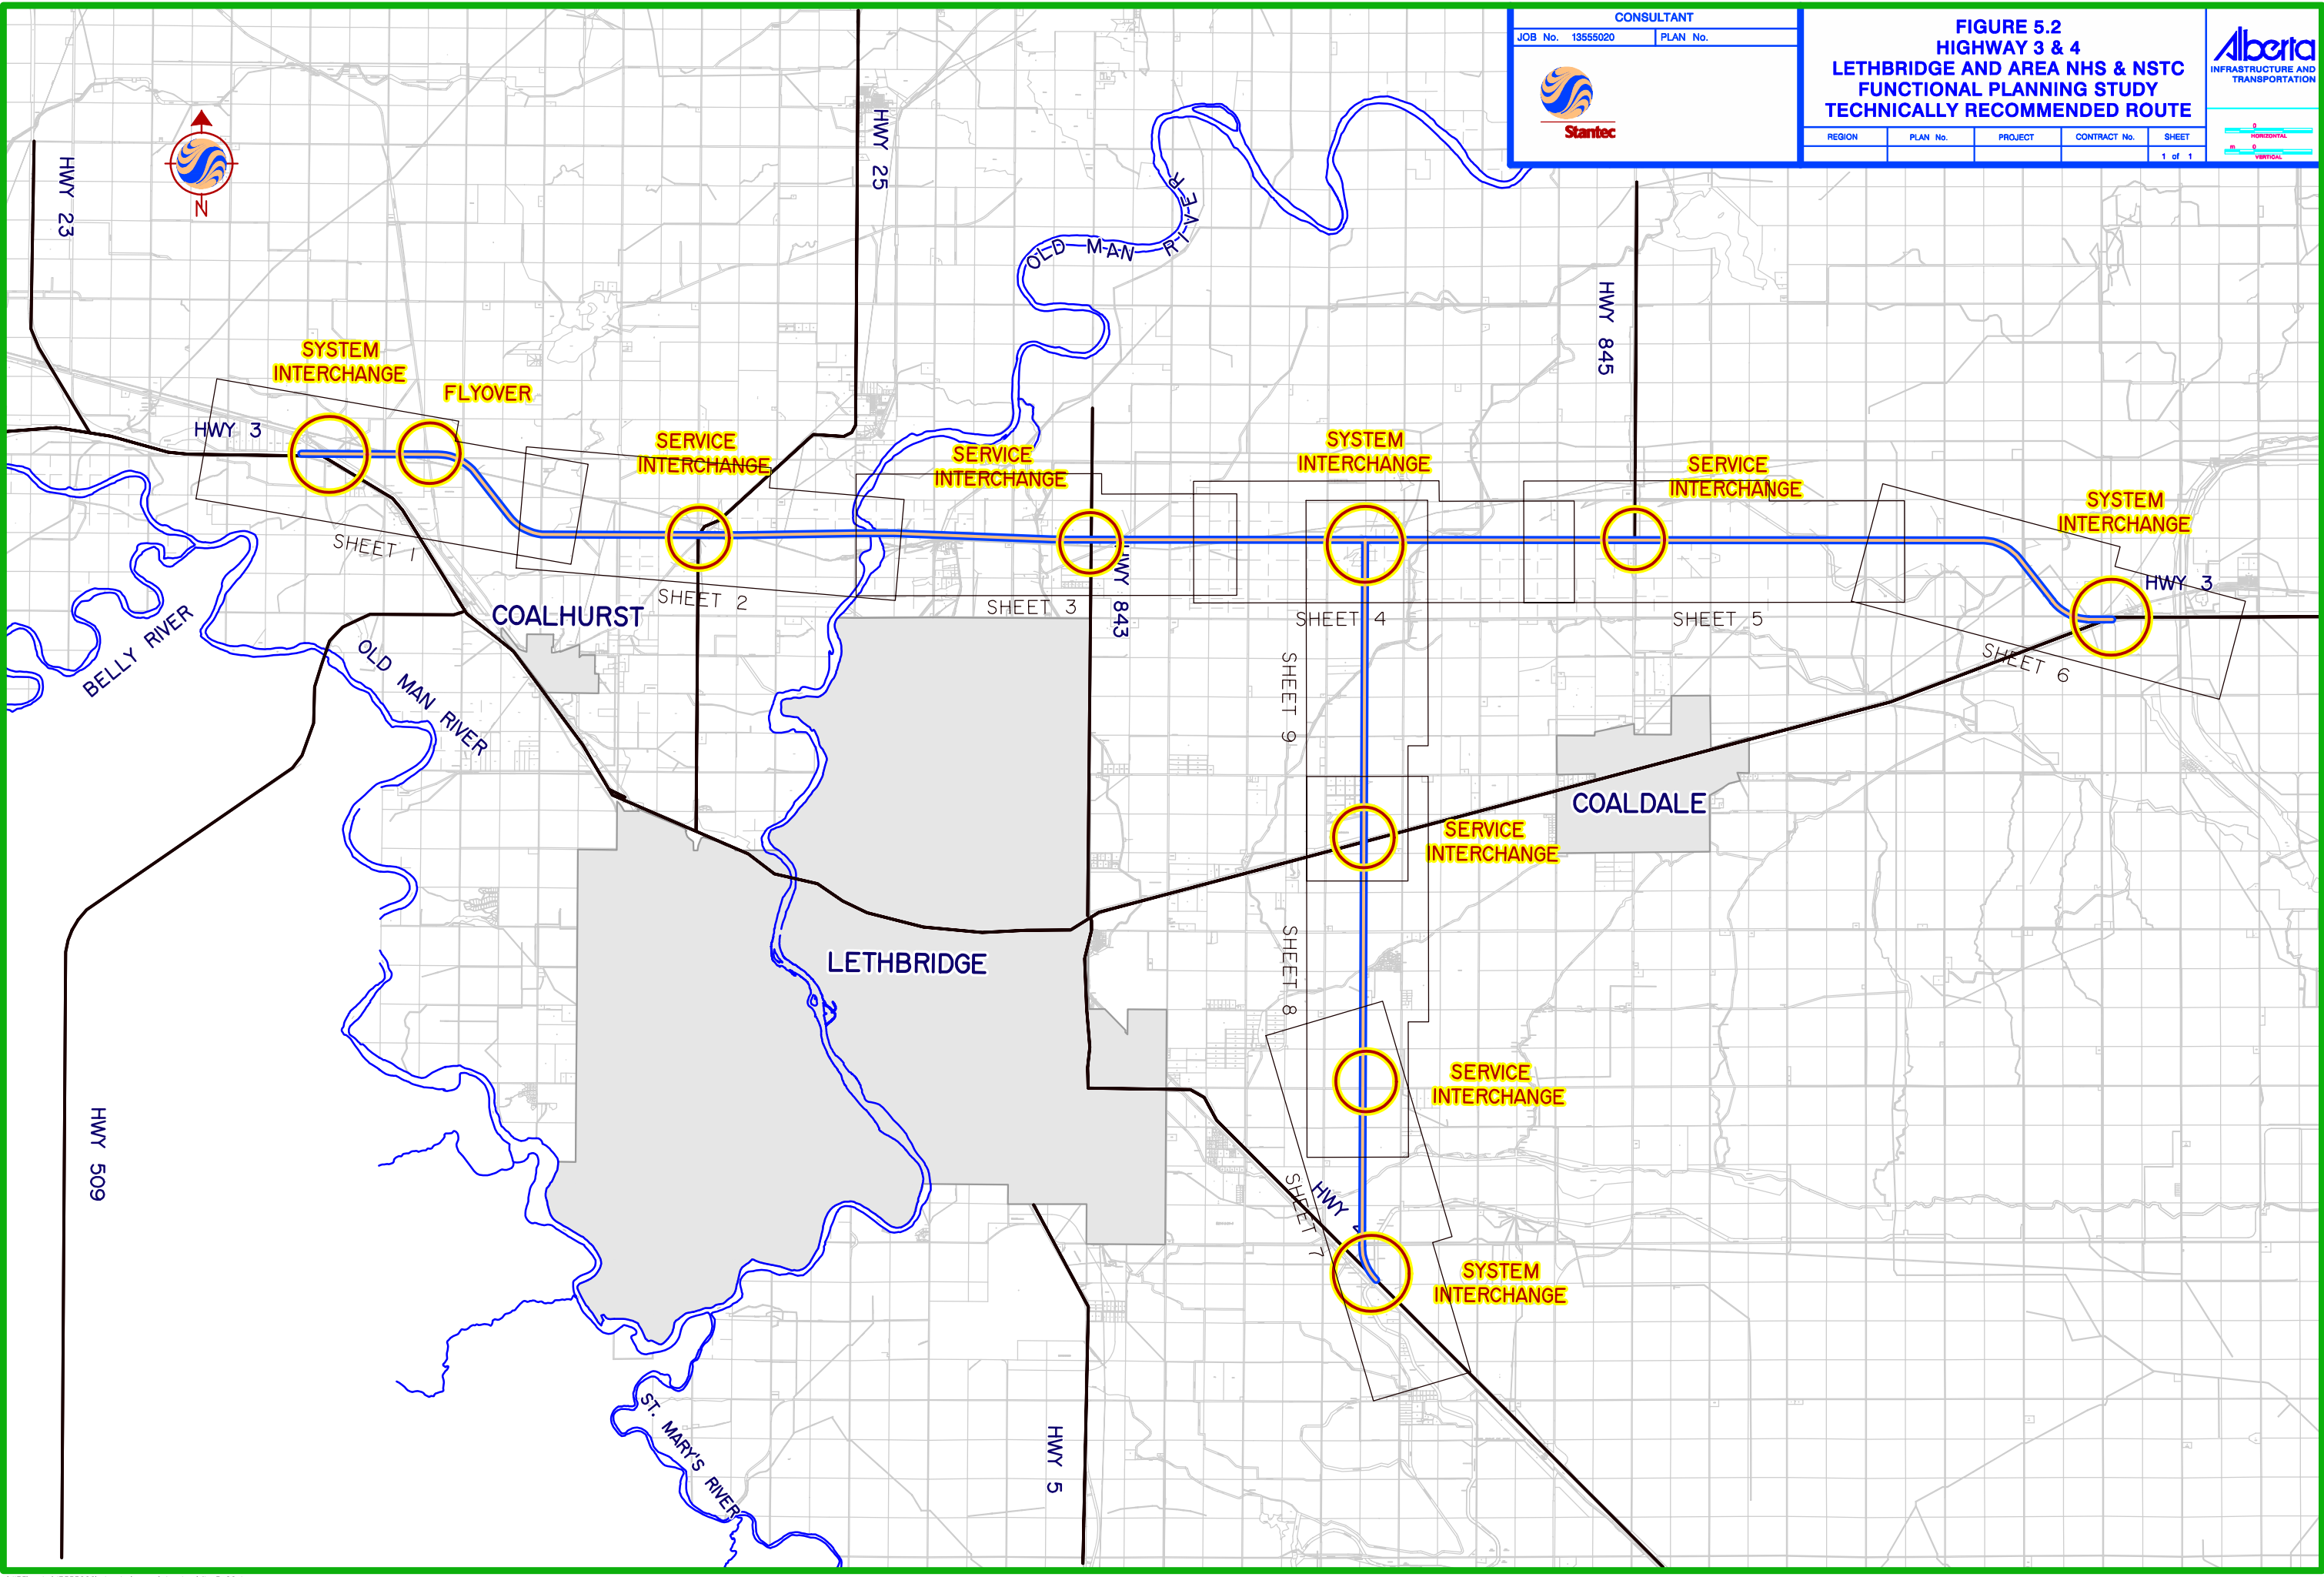 CONSULTANT
JOB No. 13555020
PLAN No.
Stantec
FIGURE 5.2
HIGHWAY 3 & 4
LETHBRIDGE AND AREA NHS & NSTC
FUNCTIONAL PLANNING STUDY
TECHNICALLY RECOMMENDED ROUTE
REGION
PLAN No.
PROJECT
CONTRACT No.
SHEET
1 of 1
Alberta
INFRASTRUCTURE AND
TRANSPORTATION
0
HORIZONTAL
m 0
VERTICAL
N
HWY 23
HWY 25
OLD MAN RIVER
HWY 845
SYSTEM
INTERCHANGE
FLYOVER
HWY 3
SERVICE
INTERCHANGE
SERVICE
INTERCHANGE
SYSTEM
INTERCHANGE
SERVICE
INTERCHANGE
SYSTEM
INTERCHANGE
HWY 3
SHEET 1
SHEET 2
SHEET 3
HWY 843
SHEET 4
SHEET 5
SHEET 6
COALHURST
BELLY RIVER
OLD MAN RIVER
SHEET 9
COALDALE
SERVICE
INTERCHANGE
LETHBRIDGE
SHEET 8
SERVICE
INTERCHANGE
HWY 509
SHEET 7
HWY
SYSTEM
INTERCHANGE
ST. MARY'S RIVER
HWY 5